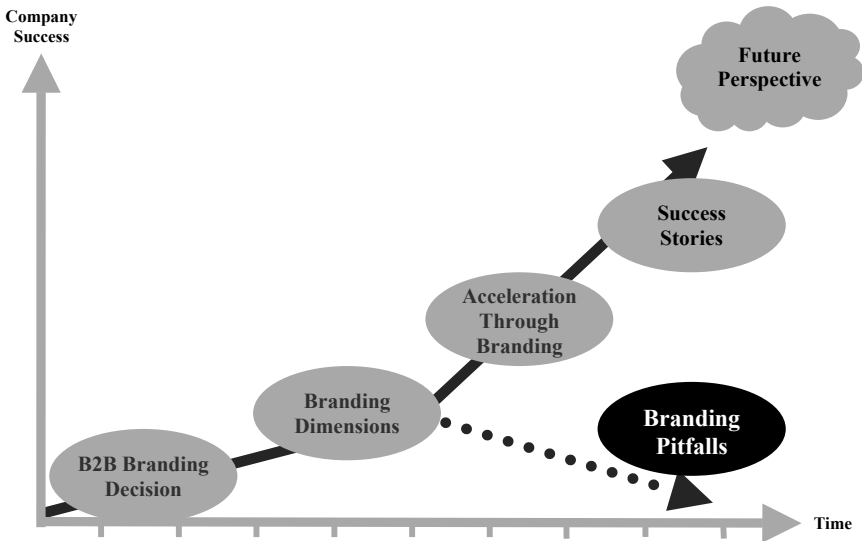 Company
Success
Future
Perspective
Success
Stories
Acceleration
Through
Branding
Branding
Dimensions
Branding
Pitfalls
B2B Branding
Decision
Time